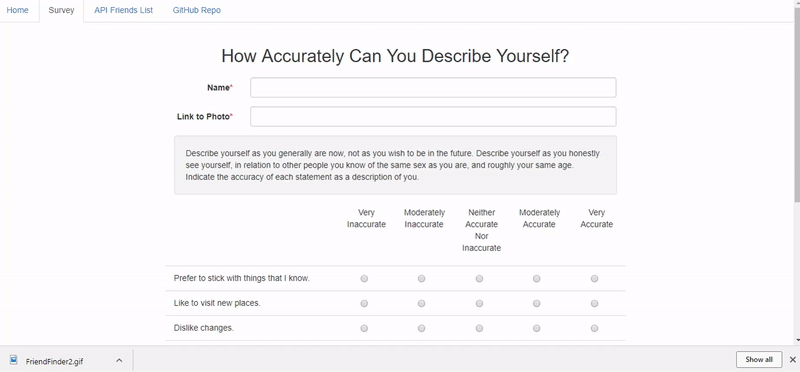 Home Survey API Friends List GitHub Repo
How Accurately Can You Describe Yourself?
Name*
Link to Photo*
Describe yourself as you generally are now, not as you wish to be in the future. Describe yourself as you honestly
see yourself, in relation to other people you know of the same sex as you are, and roughly your same age.
Indicate the accuracy of each statement as a description of you.
Very Inaccurate
Moderately Inaccurate
Neither Accurate Nor Inaccurate
Moderately Accurate
Very Accurate
Prefer to stick with things that I know.
Like to visit new places.
Dislike changes.
FriendFinder2.gif
Show all